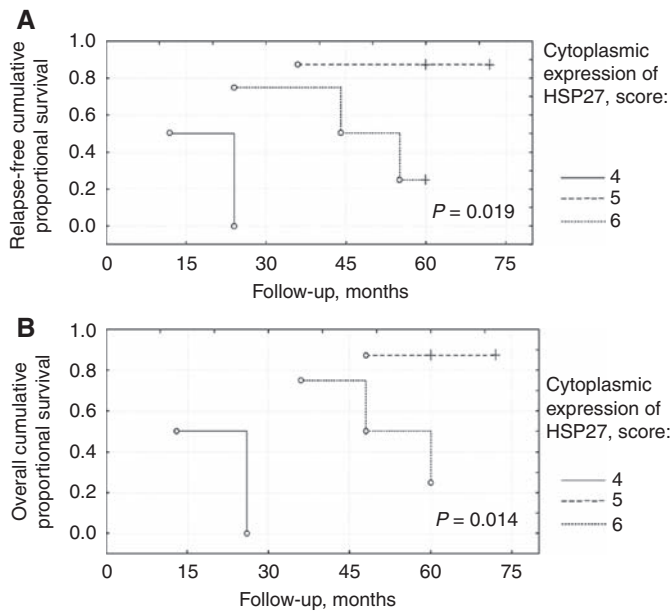 A
Relapse-free cumulative
proportional survival
1.0
0.8
0.6
0.4
0.2
0.0
0
15
30
45
60
75
Follow-up, months
P = 0.019
Cytoplasmic
expression of
HSP27, score:
4
5
6
B
Overall cumulative
proportional survival
1.0
0.8
0.6
0.4
0.2
0.0
0
15
30
45
60
75
Follow-up, months
P = 0.014
Cytoplasmic
expression of
HSP27, score:
4
5
6